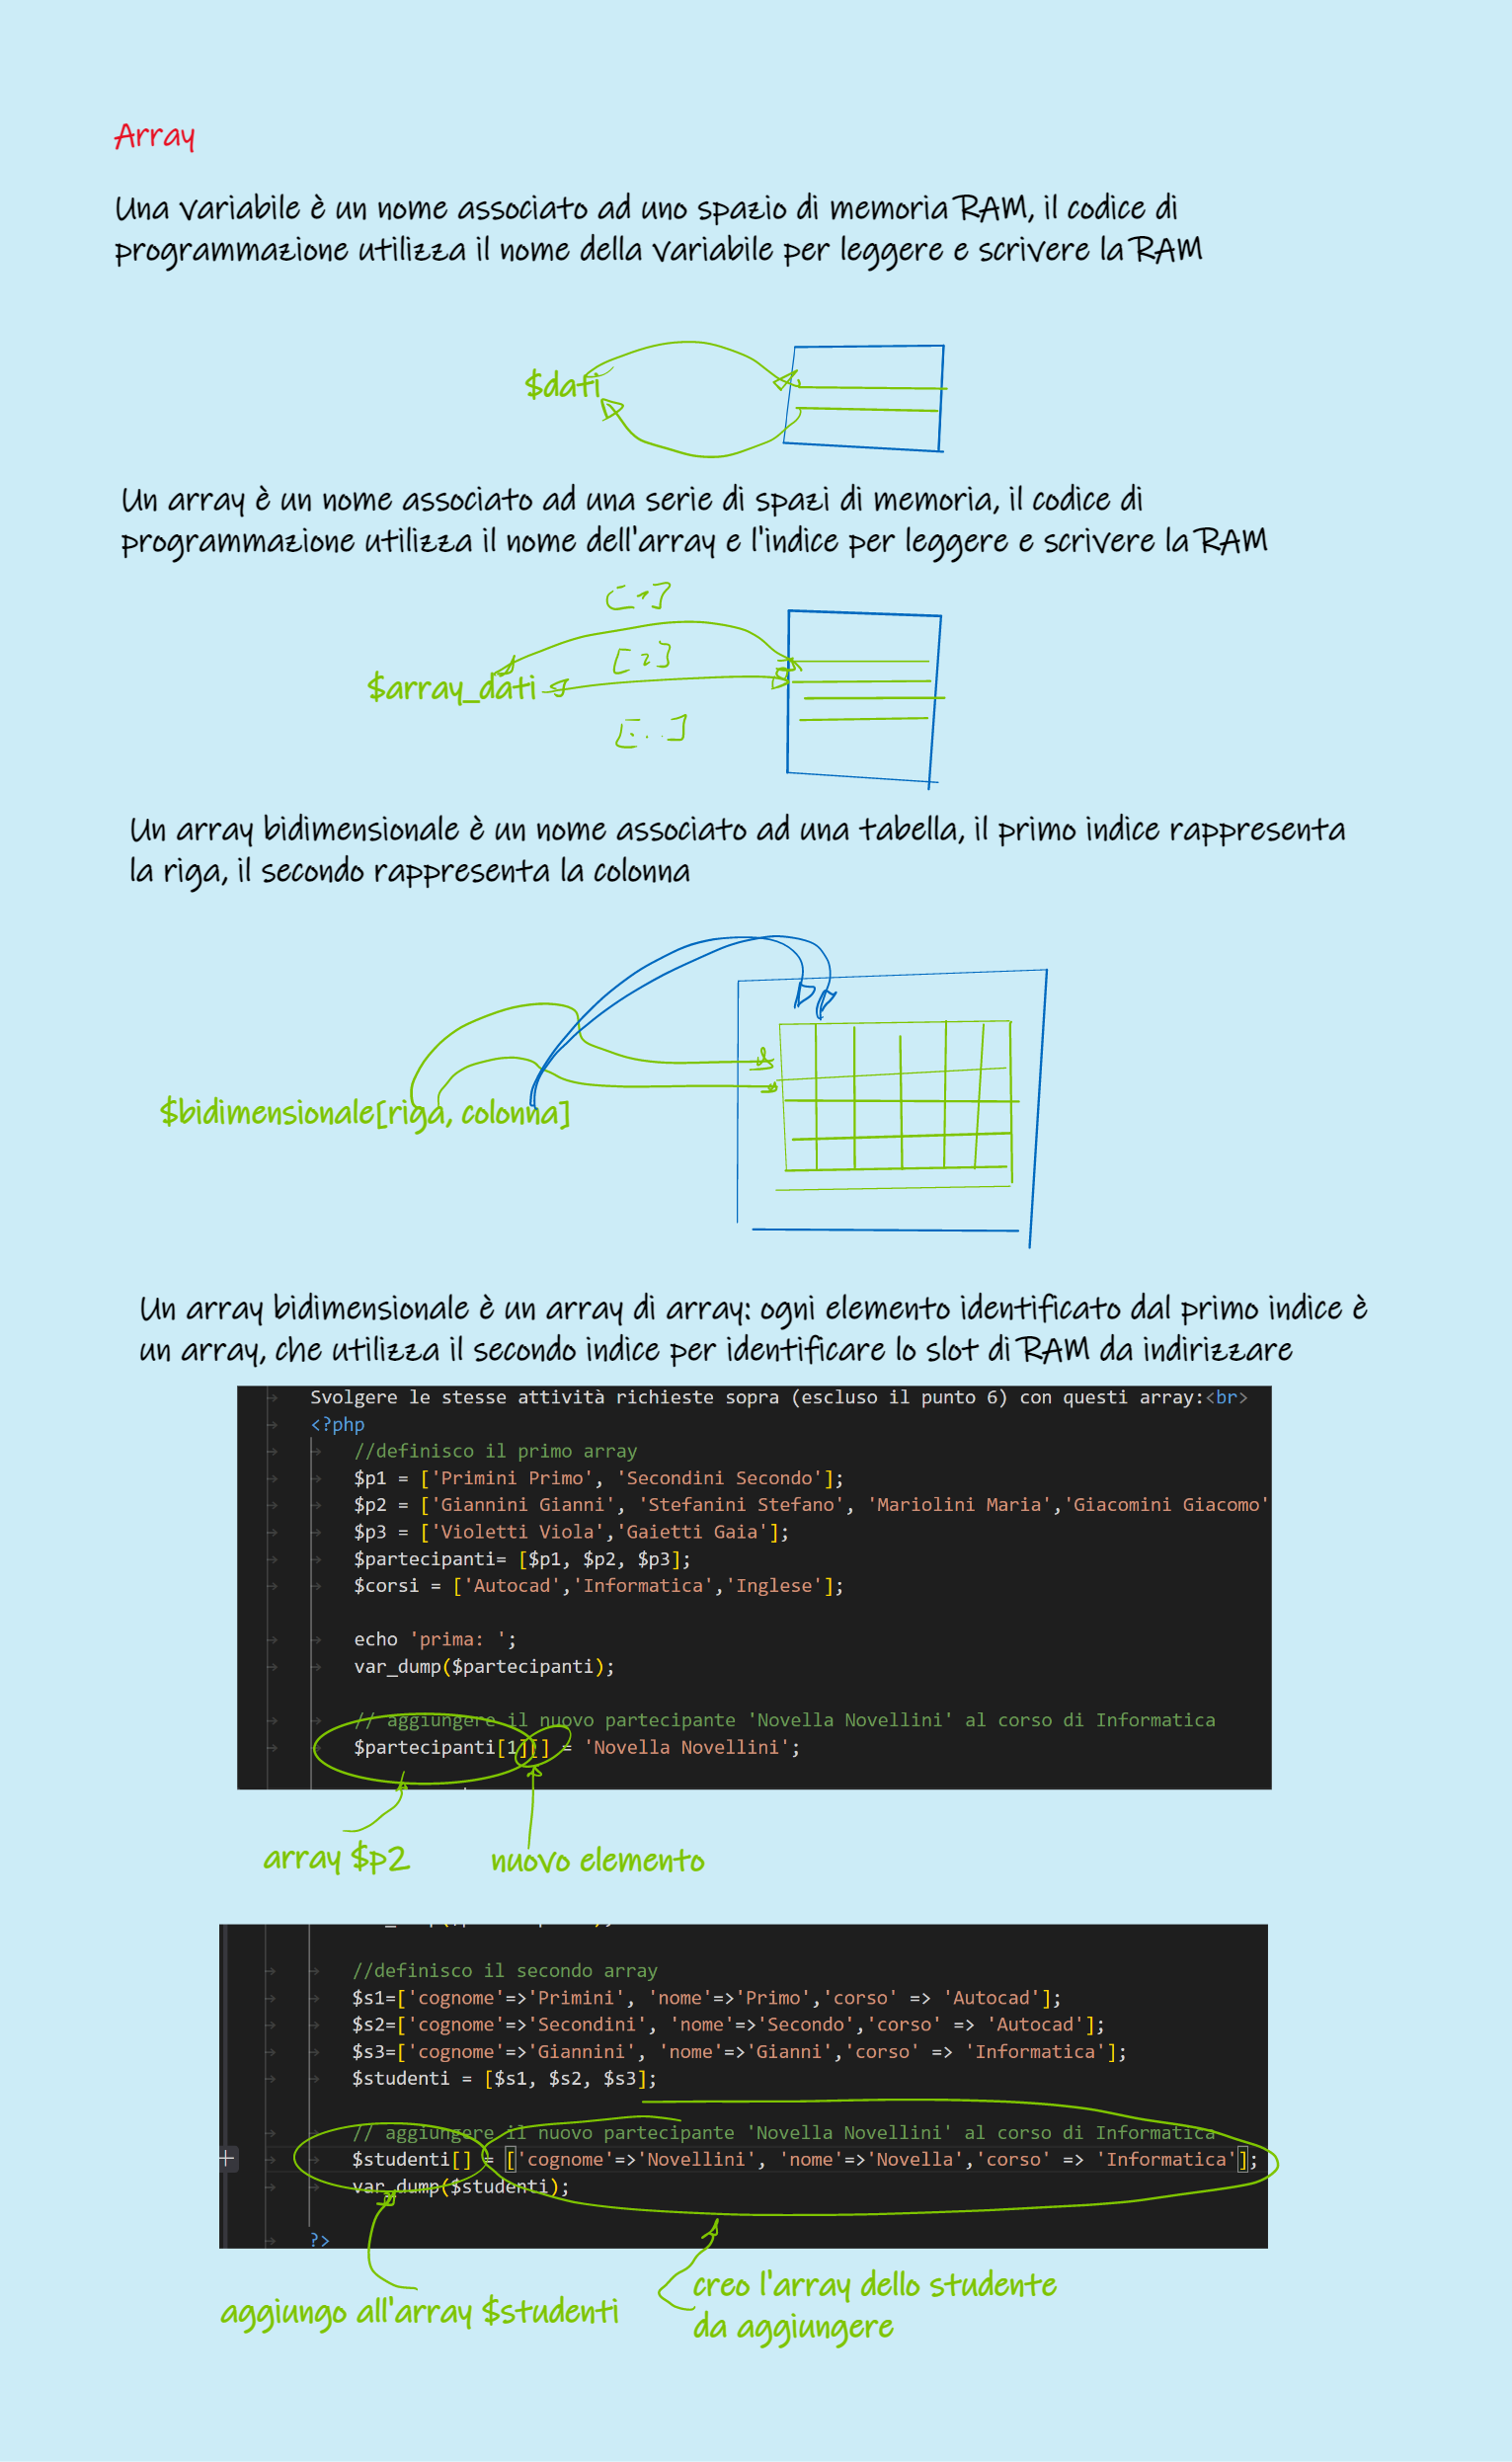 Array
Una variabile è un nome associato ad uno spazio di memoria RAM, il codice di
programmazione utilizza il nome della variabile per leggere e scrivere la RAM
$dati
Un array è un nome associato ad una serie di spazi di memoria, il codice di
programmazione utilizza il nome dell'array e l'indice per leggere e scrivere la RAM
[1]
[2]
$array_dati
[...]
Un array bidimensionale è un nome associato ad una tabella, il primo indice rappresenta
la riga, il secondo rappresenta la colonna
$bidimensionale[riga, colonna]
Un array bidimensionale è un array di array: ogni elemento identificato dal primo indice è
un array, che utilizza il secondo indice per identificare lo slot di RAM da indirizzare
Svolgere le stesse attività richieste sopra (escluso il punto 6) con questi array:<br>
<?php
//definisco il primo array
$p1 = ['Primini Primo', 'Secondini Secondo'];
$p2 = ['Giannini Gianni', 'Stefanini Stefano', 'Mariolini Maria','Giacomini Giacomo'
$p3 = ['Violetti Viola','Gaietti Gaia'];
$partecipanti= [$p1, $p2, $p3];
$corsi = ['Autocad','Informatica','Inglese'];
echo 'prima: ';
var_dump($partecipanti);
// aggiungere il nuovo partecipante 'Novella Novellini' al corso di Informatica
$partecipanti[1][] = 'Novella Novellini';
array $p2
nuovo elemento
//definisco il secondo array
$s1=['cognome'=>'Primini', 'nome'=>'Primo','corso' => 'Autocad'];
$s2=['cognome'=>'Secondini', 'nome'=>'Secondo','corso' => 'Autocad'];
$s3=['cognome'=>'Giannini', 'nome'=>'Gianni','corso' => 'Informatica'];
$studenti = [$s1, $s2, $s3];
// aggiungere il nuovo partecipante 'Novella Novellini' al corso di Informatica
$studenti[] = ['cognome'=>'Novellini', 'nome'=>'Novella','corso' => 'Informatica'];
var_dump($studenti);
?>
aggiungo all'array $studenti
creo l'array dello studente
da aggiungere